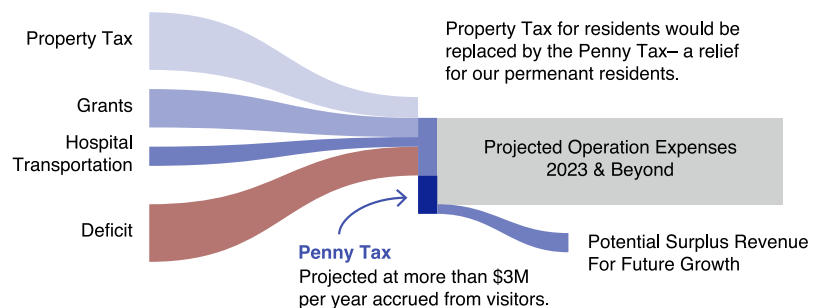 Property Tax
Grants
Hospital
Transportation
Deficit
Property Tax for residents would be
replaced by the Penny Tax– a relief
for our permenant residents.
Projected Operation Expenses
2023 & Beyond
Penny Tax
Projected at more than $3M
per year accrued from visitors.
Potential Surplus Revenue
For Future Growth